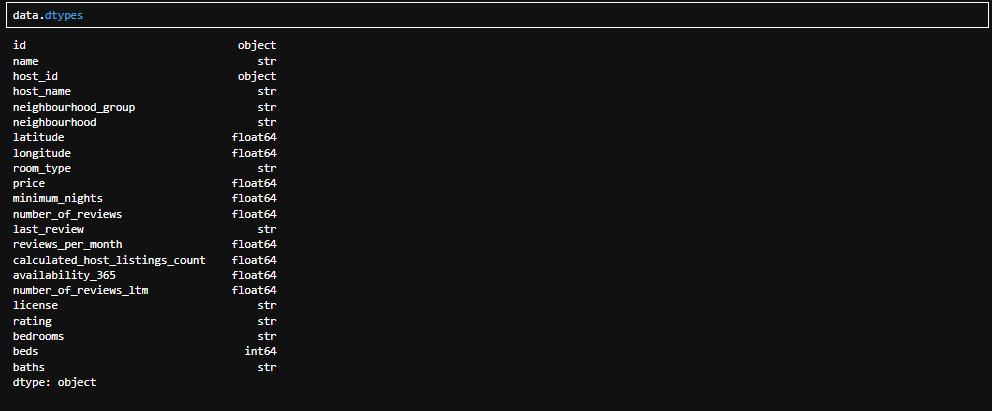 data.dtypes
id object
name str
host_id object
host_name str
neighbourhood_group str
neighbourhood str
latitude float64
longitude float64
room_type str
price float64
minimum_nights float64
number_of_reviews float64
last_review str
reviews_per_month float64
calculated_host_listings_count float64
availability_365 float64
number_of_reviews_ltm float64
license str
rating str
bedrooms str
beds int64
baths str
dtype: object